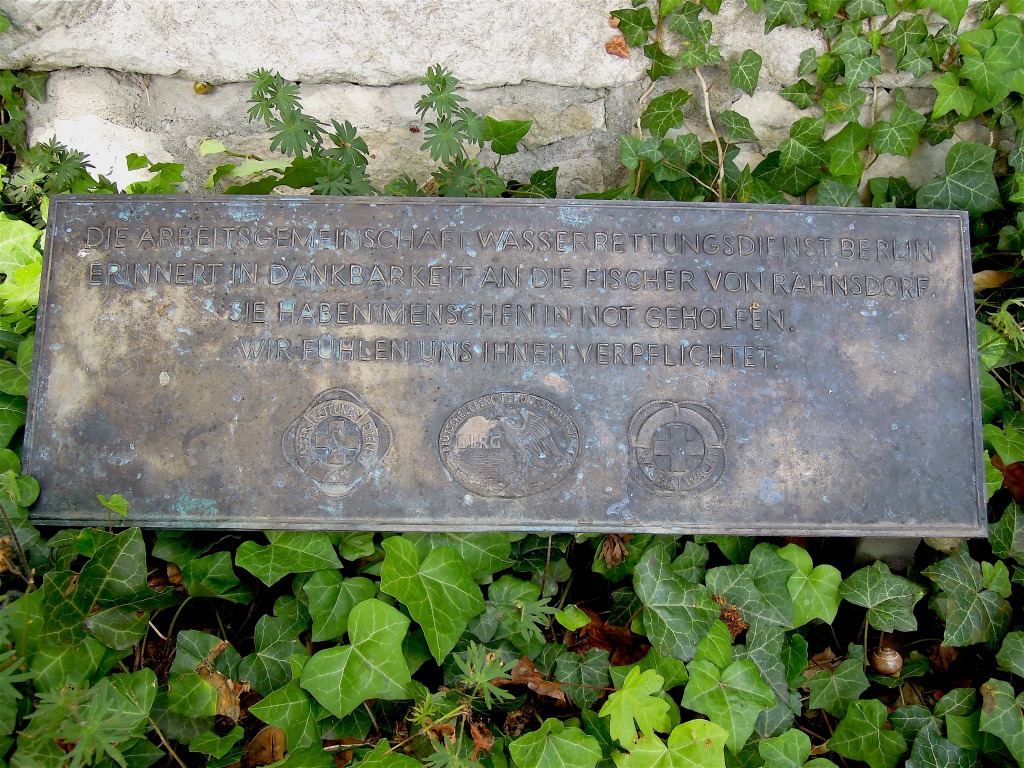 DIE ARBEITSGEMEINSCHAFT WASSERRETTUNGSDIENST BERLIN
ERINNERT IN DANKBARKEIT AN DIE FISCHER VON RAHNSDORF.
SIE HABEN MENSCHEN IN NOT GEHOLFEN.
WIR FÜHLEN UNS IHNEN VERPFLICHTET.
DLRG